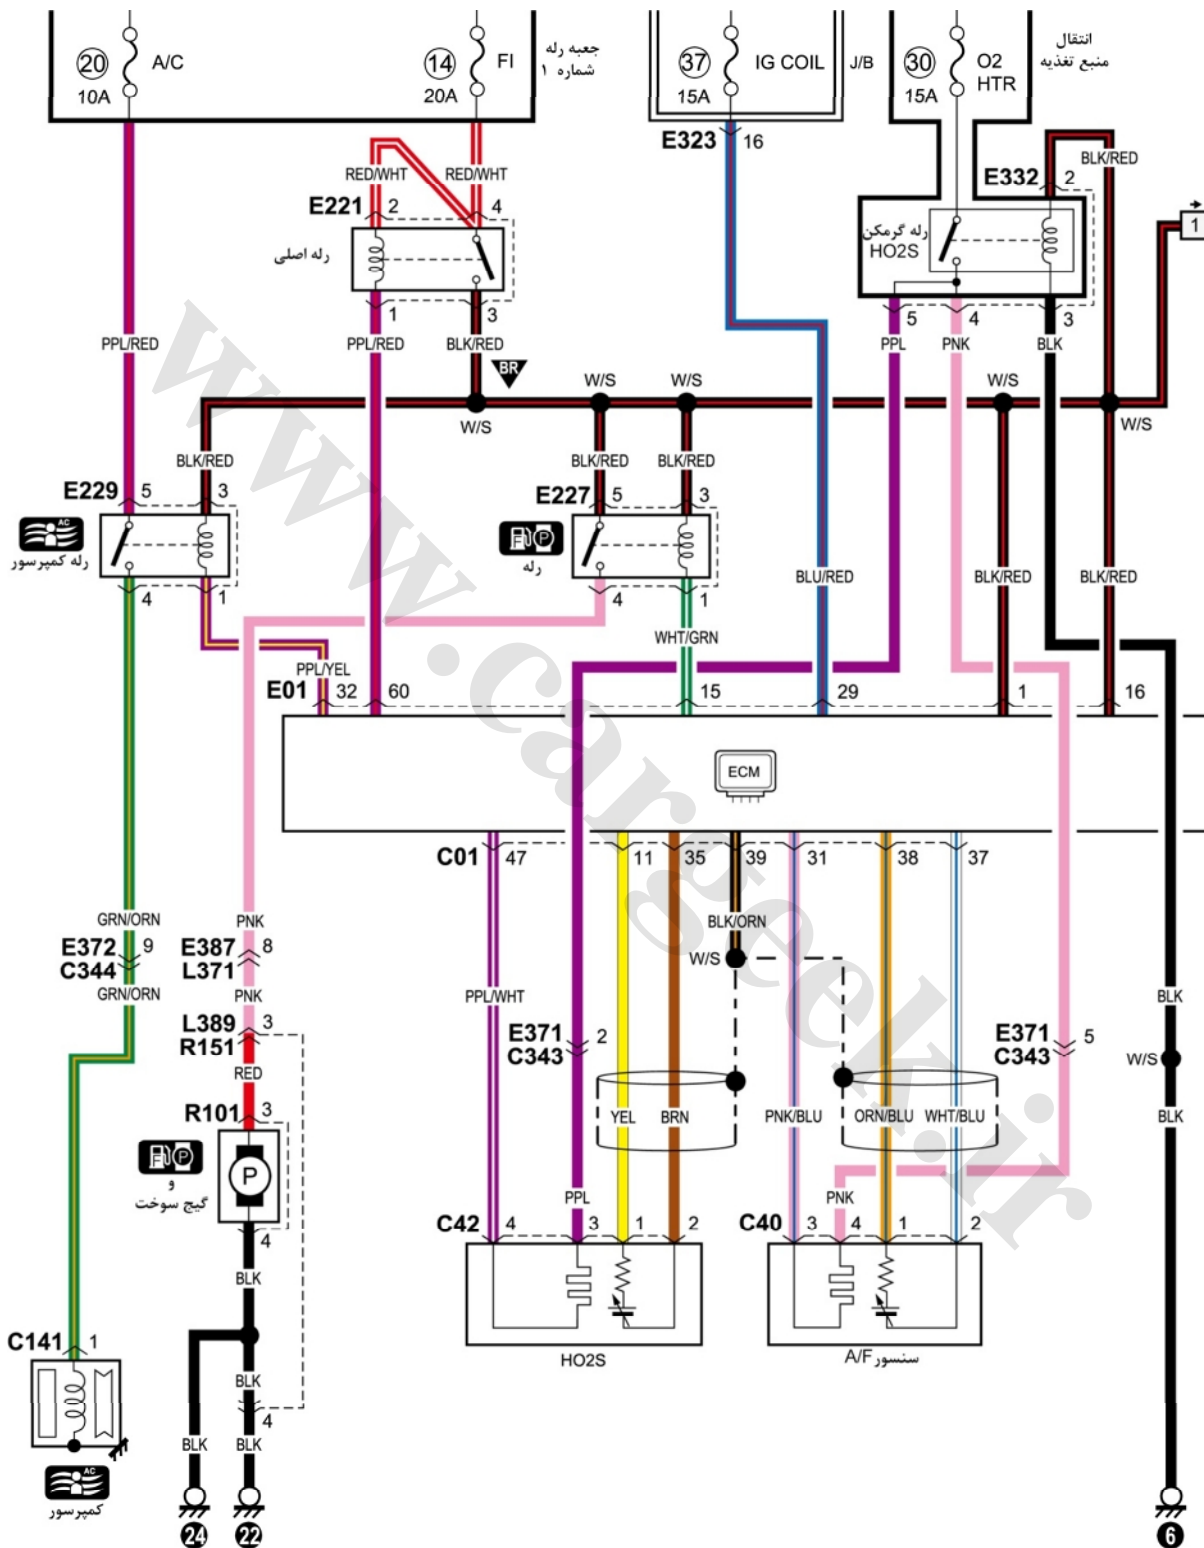 20 A/C
10A
14 FI
20A
جعبه رله
شماره ۱
37 IG COIL
15A
J/B
30 O2
HTR
15A
انتقال
منبع تغذیه
E323 16
RED/WHT RED/WHT
BLK/RED
E221 2 4
E332 2
رله اصلی
رله گرمکن
HO2S
1
1 3
5 4 3
PPL/RED PPL/RED BLK/RED
PPL PNK BLK
BR
W/S W/S W/S
W/S W/S
BLK/RED BLK/RED BLK/RED
E229 5 3
E227 5 3
AC
رله کمپرسور
F P
رله
4 1
4 1
BLU/RED BLK/RED BLK/RED
WHT/GRN
PPL/YEL
E01 32 60 15 29 1 16
ECM
C01 47 11 35 39 31 38 37
GRN/ORN PNK BLK/ORN
E372 9
C344
E387 8
L371
W/S
GRN/ORN PNK PPL/WHT BLK
L389 3
R151
E371 2
C343
E371 5
C343
W/S
RED
R101 3
YEL BRN PNK/BLU ORN/BLU WHT/BLU BLK
F P
و
گیج سوخت
P
PPL PNK
C42 4 3 1 2
C40 3 4 1 2
4
BLK
HO2S
سنسور A/F
C141 1
BLK
4
BLK BLK
AC
کمپرسور
24 22 6
www.cargeek.ir